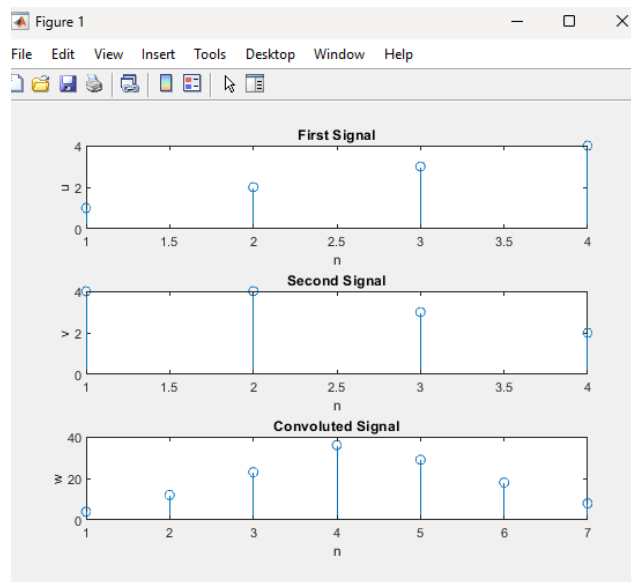 Figure 1
File Edit View Insert Tools Desktop Window Help
First Signal
4
2
0
u
1 1.5 2 2.5 3 3.5 4
n
Second Signal
4
2
0
v
1 1.5 2 2.5 3 3.5 4
n
Convoluted Signal
40
20
0
w
1 2 3 4 5 6 7
n